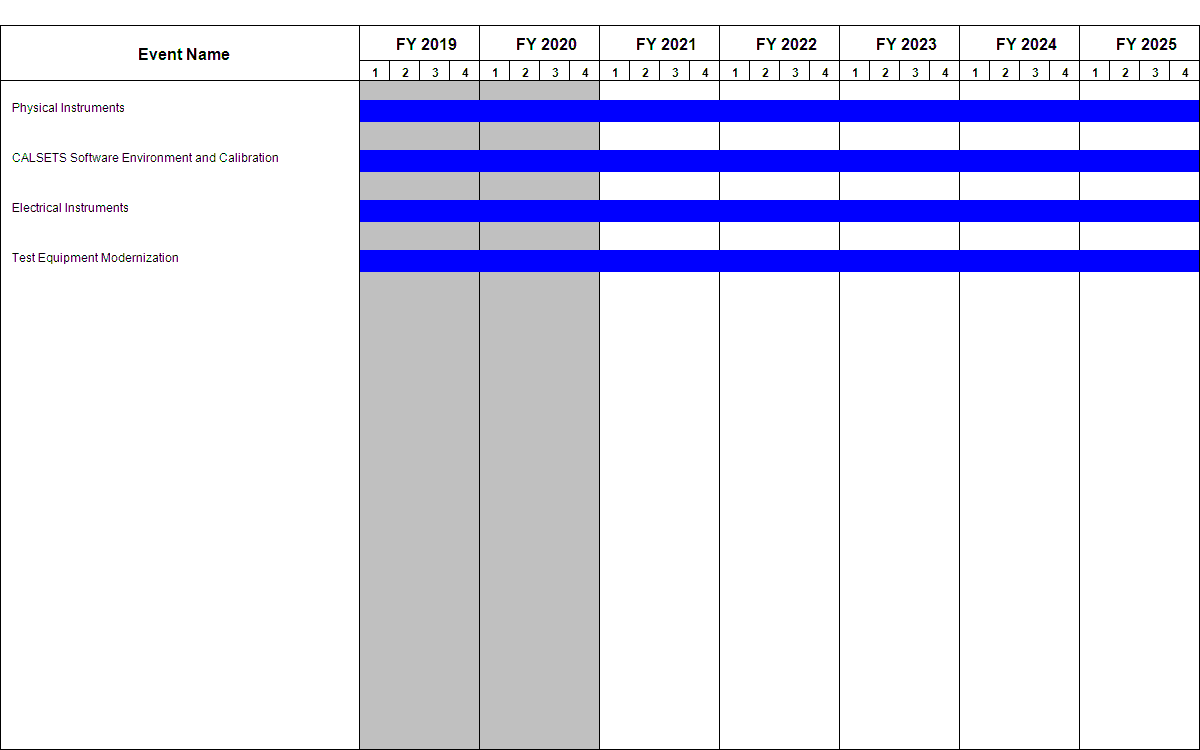 Event Name
FY 2019 FY 2020 FY 2021 FY 2022 FY 2023 FY 2024 FY 2025
1 2 3 4 1 2 3 4 1 2 3 4 1 2 3 4 1 2 3 4 1 2 3 4 1 2 3 4
Physical Instruments
CALSETS Software Environment and Calibration
Electrical Instruments
Test Equipment Modernization